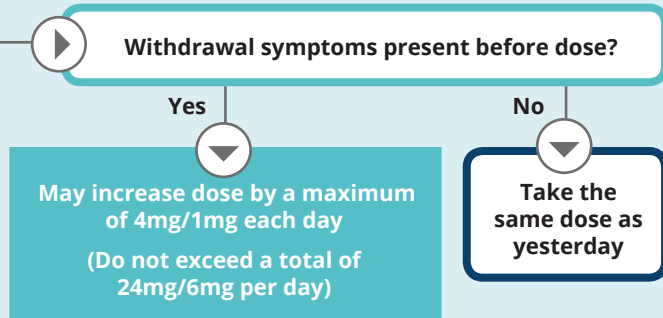 Withdrawal symptoms present before dose?
Yes
No
May increase dose by a maximum
of 4mg/1mg each day
(Do not exceed a total of
24mg/6mg per day)
Take the
same dose as
yesterday